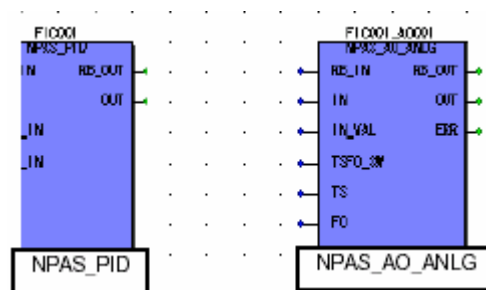 FIC001
NPAS_PID
IN RB_OUT
OUT
_IN
_IN
NPAS_PID
FIC001_AO001
NPAS_AO_ANLG
RB_IN RB_OUT
IN OUT
IN_VAL ERR
TSFO_SW
TS
FO
NPAS_AO_ANLG